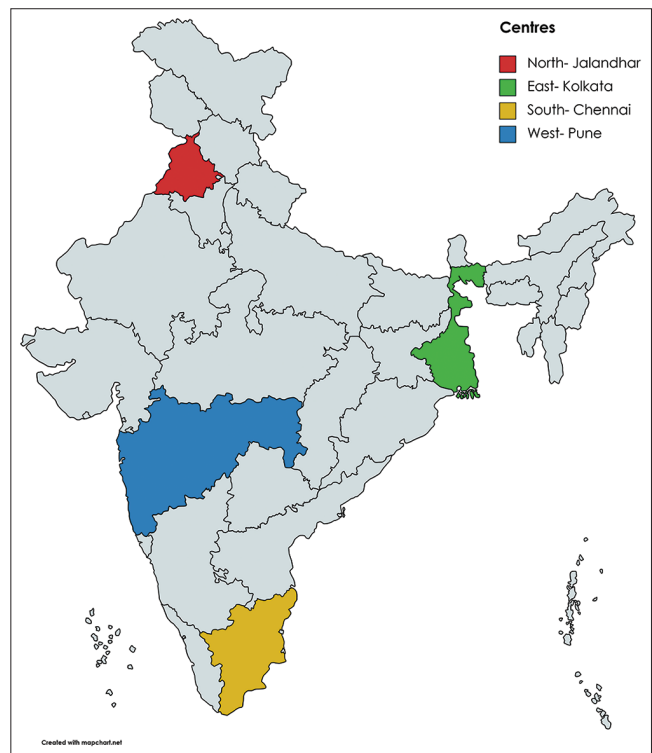 Centres
North- Jalandhar
East- Kolkata
South- Chennai
West- Pune
Created with mapchart.net